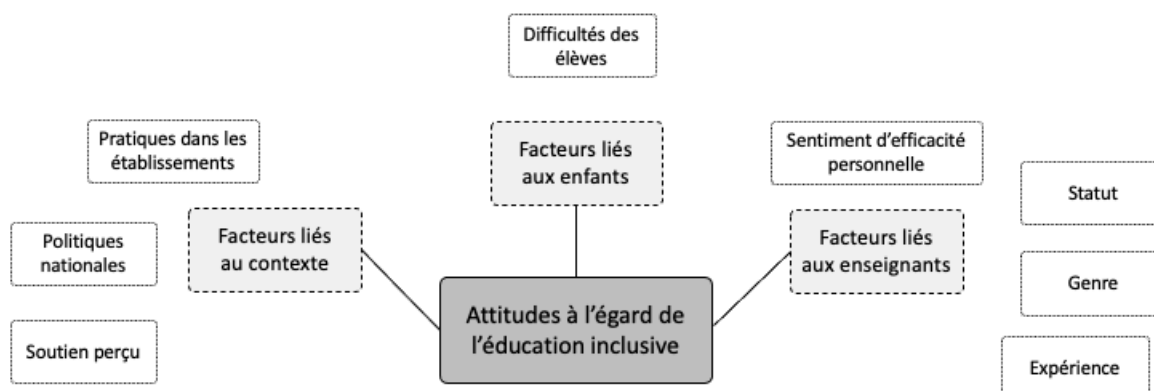 Difficultés des
élèves
Pratiques dans les
établissements
Facteurs liés
aux enfants
Sentiment d'efficacité
personnelle
Statut
Politiques
nationales
Facteurs liés
au contexte
Facteurs liés
aux enseignants
Genre
Attitudes à l'égard de
l'éducation inclusive
Soutien perçu
Expérience